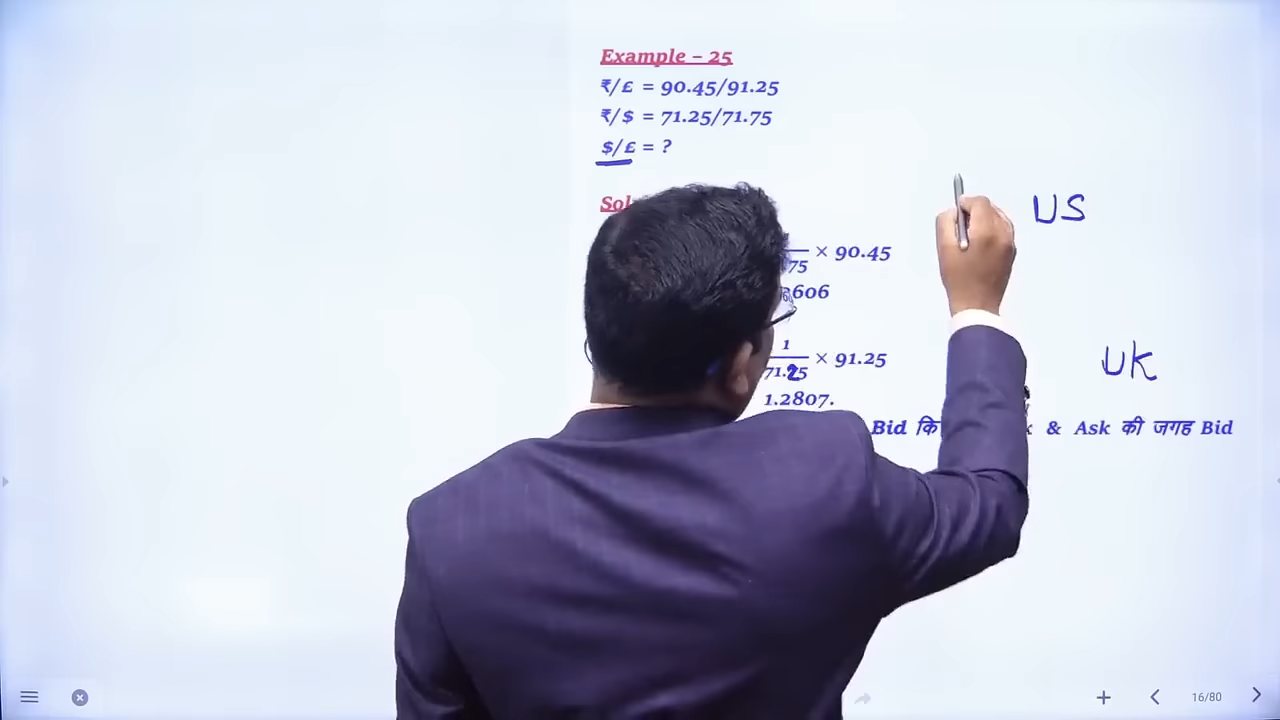 Example – 25
₹/£ = 90.45/91.25
₹/$ = 71.25/71.75
$/£ = ?
US
× 90.45
75
606
UK
1
× 91.25
71.25
1.2807.
Bid कि & Ask की जगह Bid
16/80